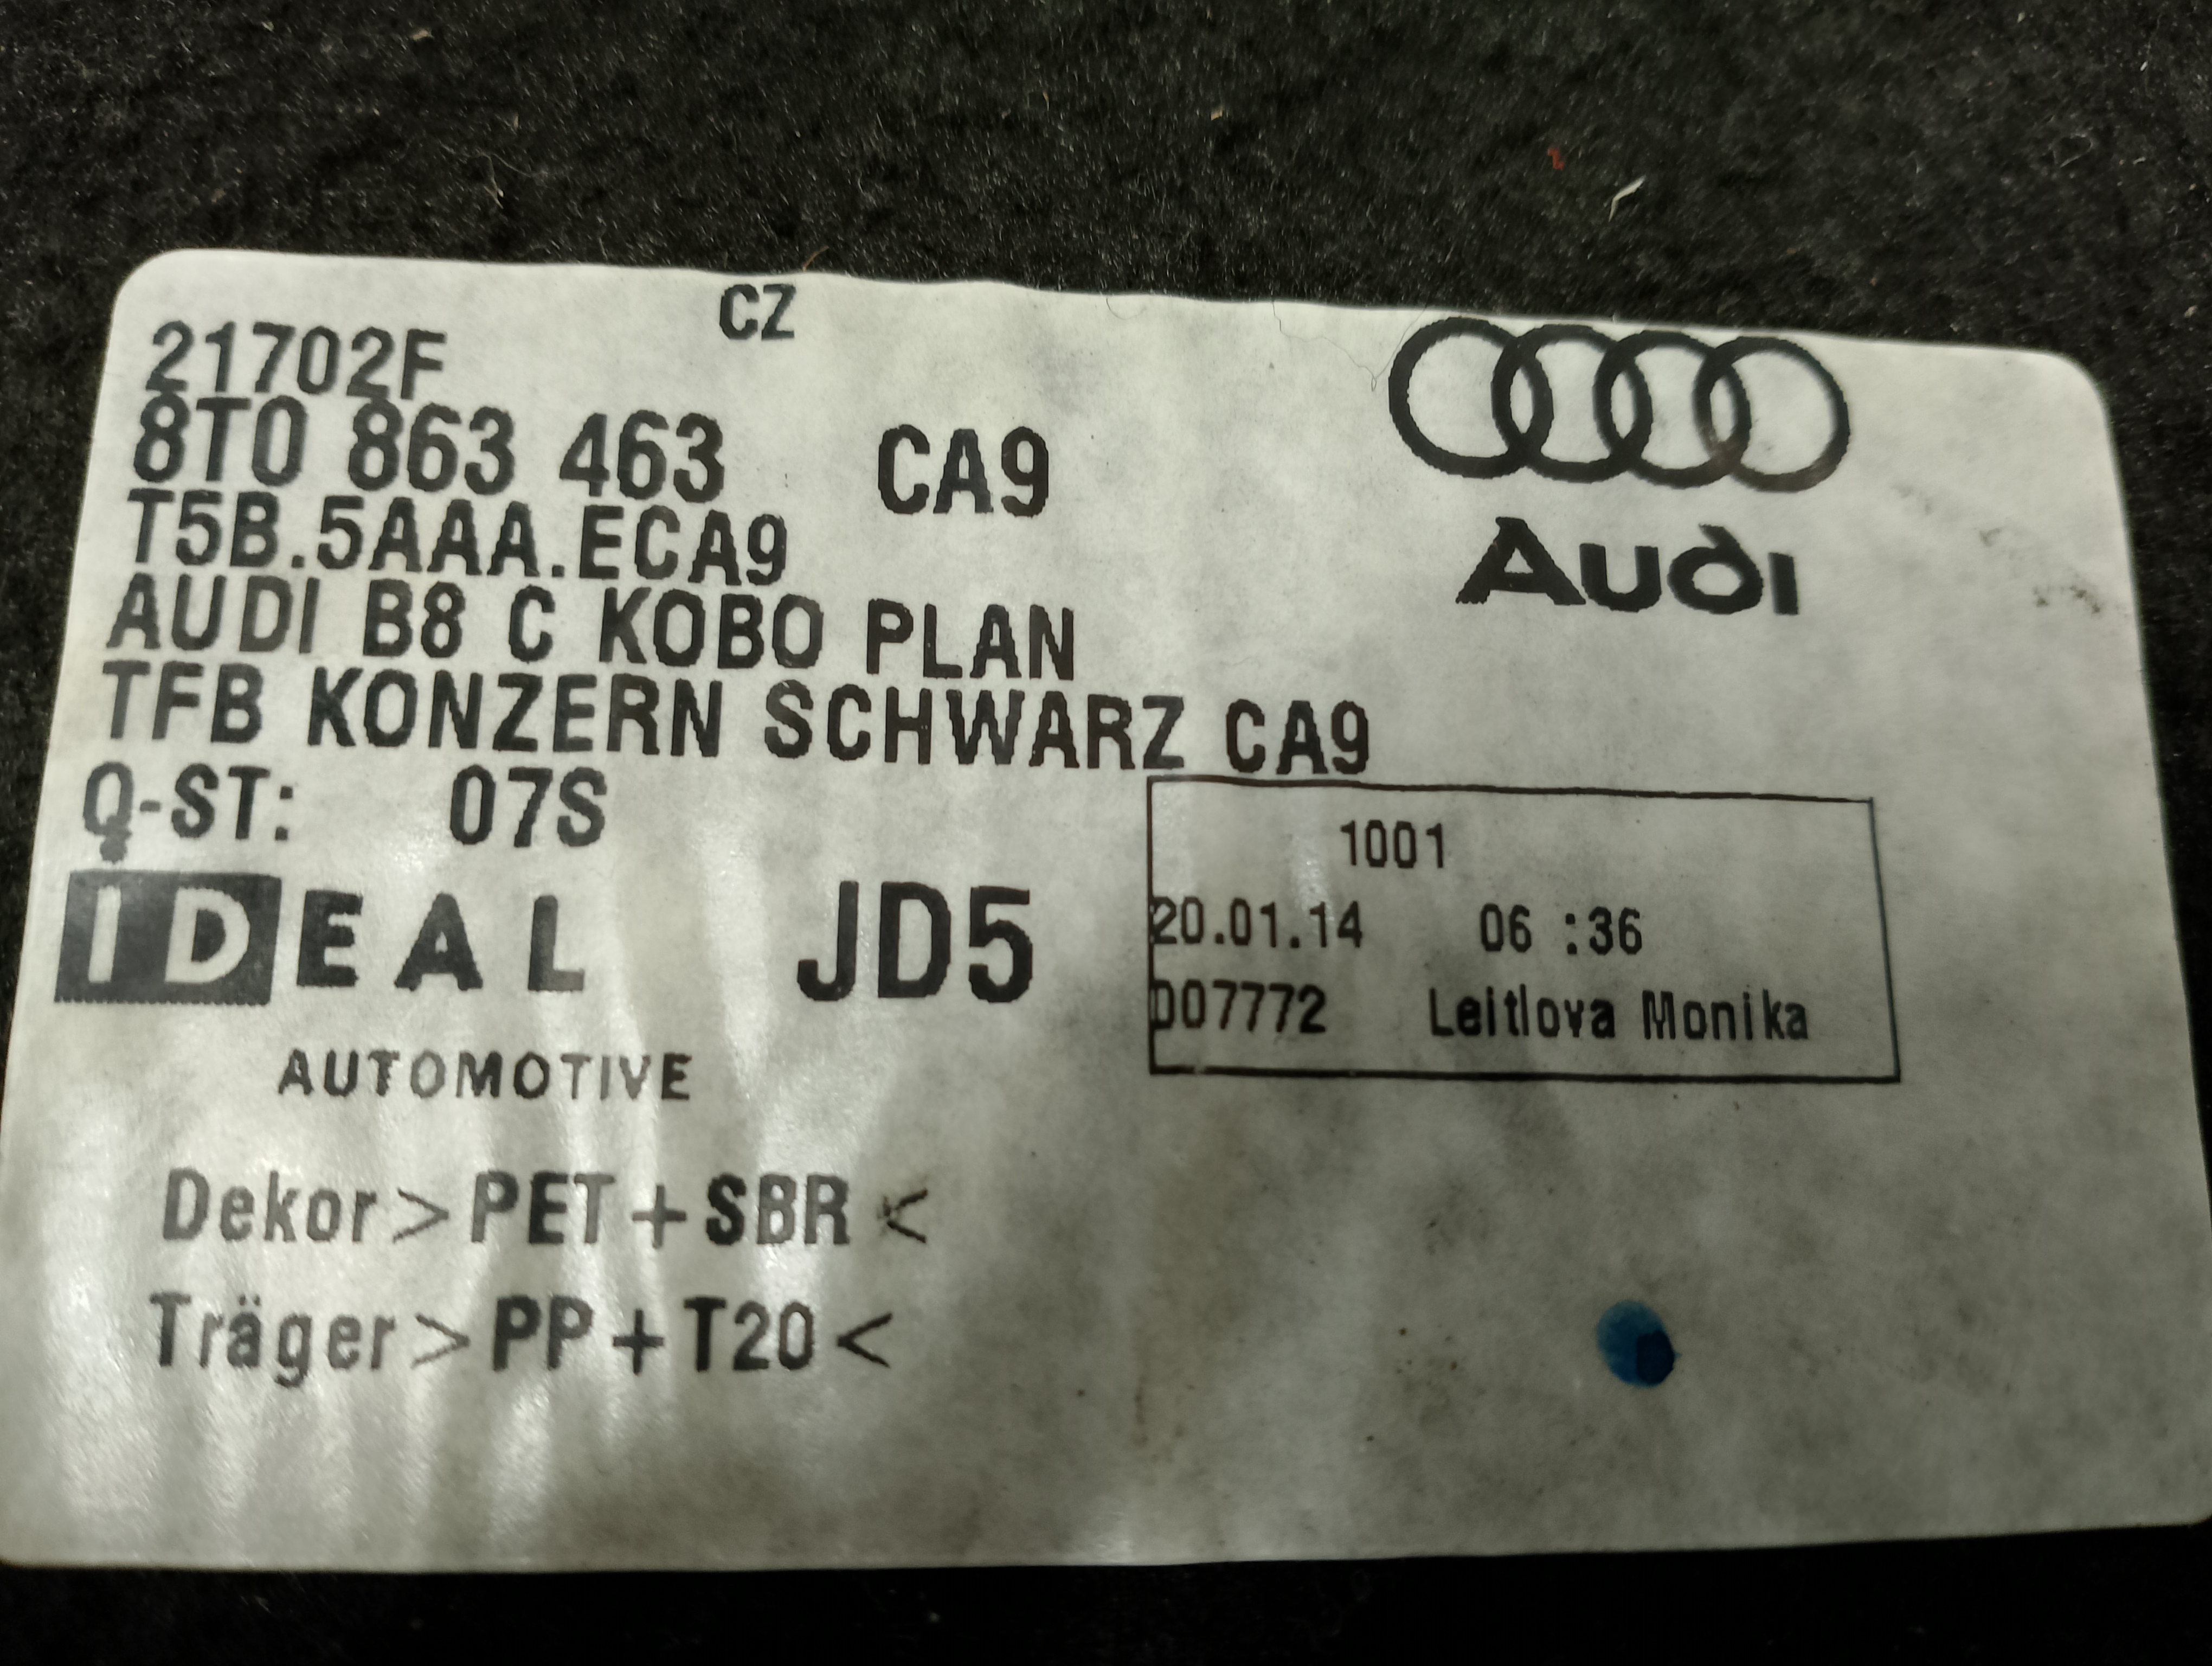 CZ
21702F
8T0 863 463 CA9
T5B.5AAA.ECA9
AUDI B8 C KOBO PLAN
TFB KONZERN SCHWARZ CA9
Q-ST: 07S
IDEAL JD5
AUTOMOTIVE
Dekor>PET+SBR<
Träger>PP+T20<
Audi
1001
20.01.14 06 :36
007772 Leitlova Monika